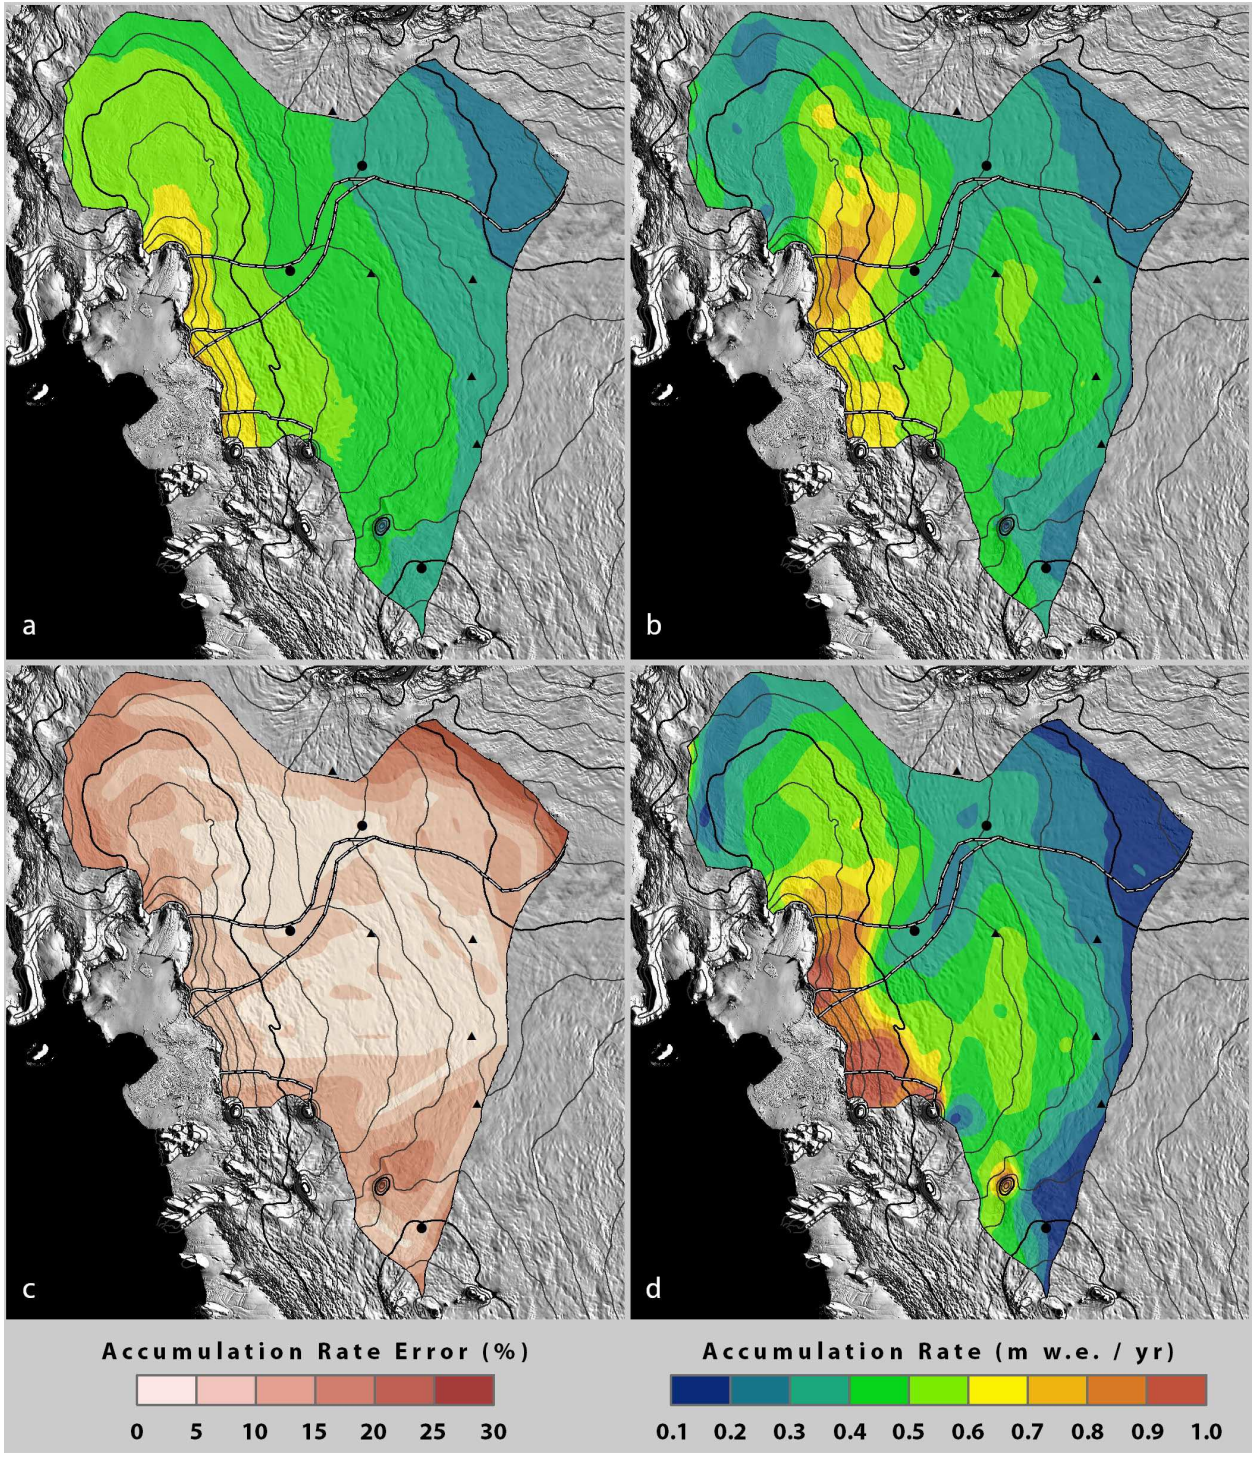 a
b
c
d
Accumulation Rate Error (%)
0 5 10 15 20 25 30
Accumulation Rate (m w.e. / yr)
0.1 0.2 0.3 0.4 0.5 0.6 0.7 0.8 0.9 1.0